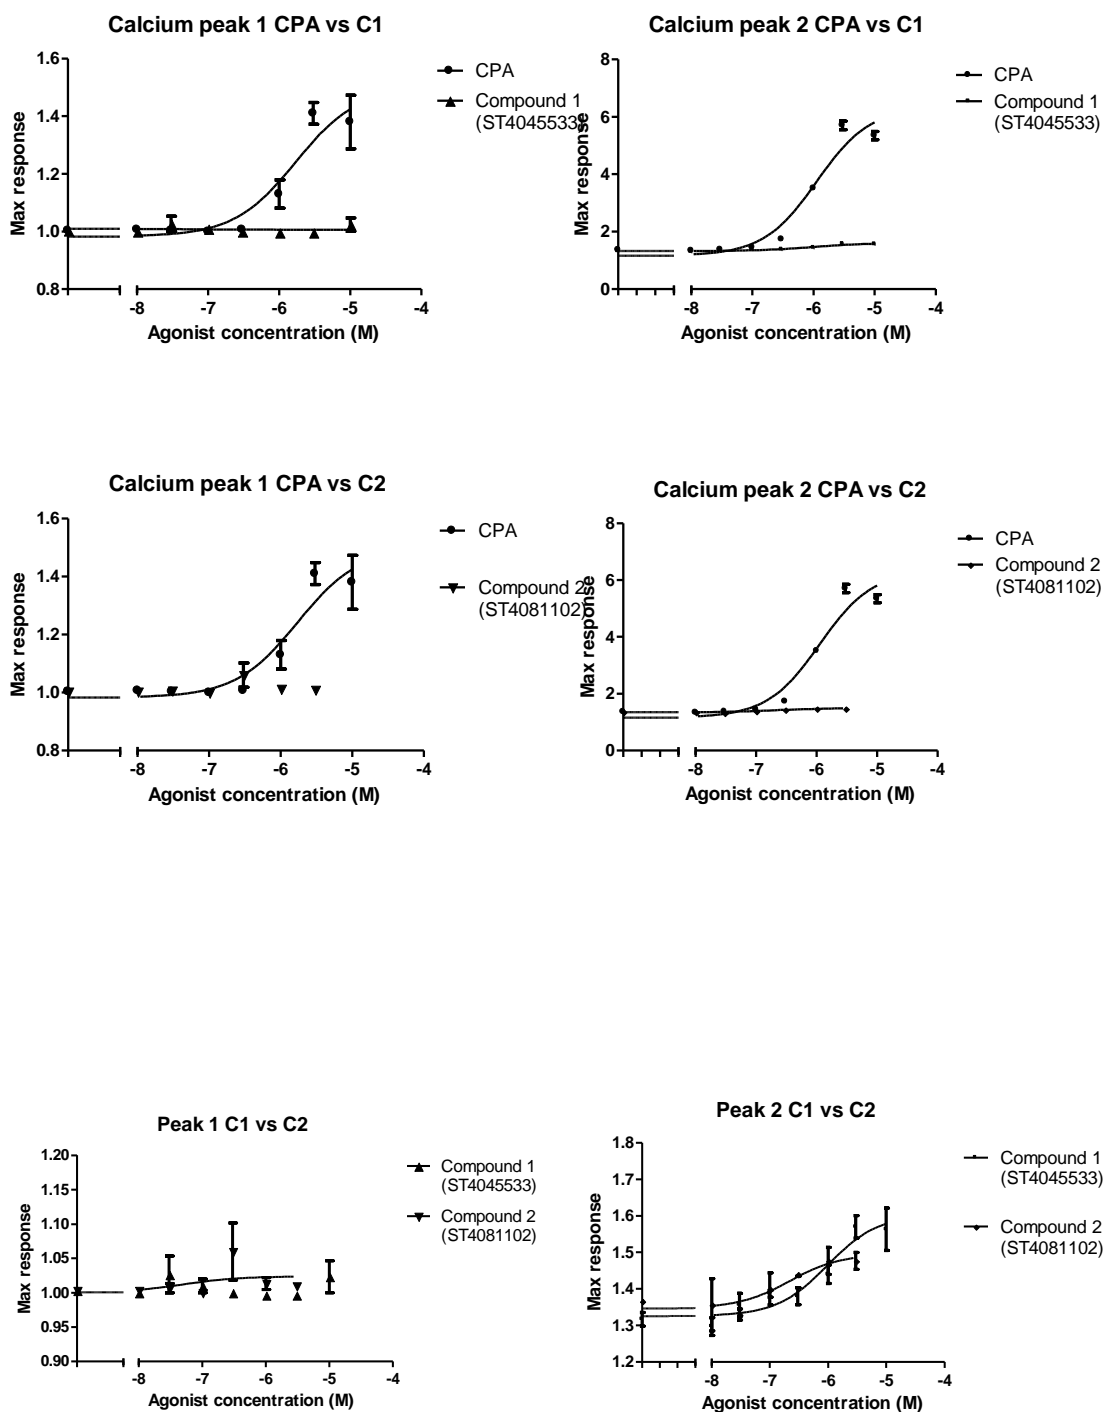 Calcium peak 1 CPA vs C1
1.6
1.4
1.2
1.0
0.8
Max response
-8 -7 -6 -5 -4
Agonist concentration (M)
CPA
Compound 1
(ST4045533)
Calcium peak 2 CPA vs C1
8
6
4
2
0
Max response
-8 -7 -6 -5 -4
Agonist concentration (M)
CPA
Compound 1
(ST4045533)
Calcium peak 1 CPA vs C2
1.6
1.4
1.2
1.0
0.8
Max response
-8 -7 -6 -5 -4
Agonist concentration (M)
CPA
Compound 2
(ST4081102)
Calcium peak 2 CPA vs C2
8
6
4
2
0
Max response
-8 -7 -6 -5 -4
Agonist concentration (M)
CPA
Compound 2
(ST4081102)
Peak 1 C1 vs C2
1.20
1.15
1.10
1.05
1.00
0.95
0.90
Max response
-8 -7 -6 -5 -4
Agonist concentration (M)
Compound 1
(ST4045533)
Compound 2
(ST4081102)
Peak 2 C1 vs C2
1.8
1.7
1.6
1.5
1.4
1.3
1.2
Max response
-8 -7 -6 -5 -4
Agonist concentration (M)
Compound 1
(ST4045533)
Compound 2
(ST4081102)